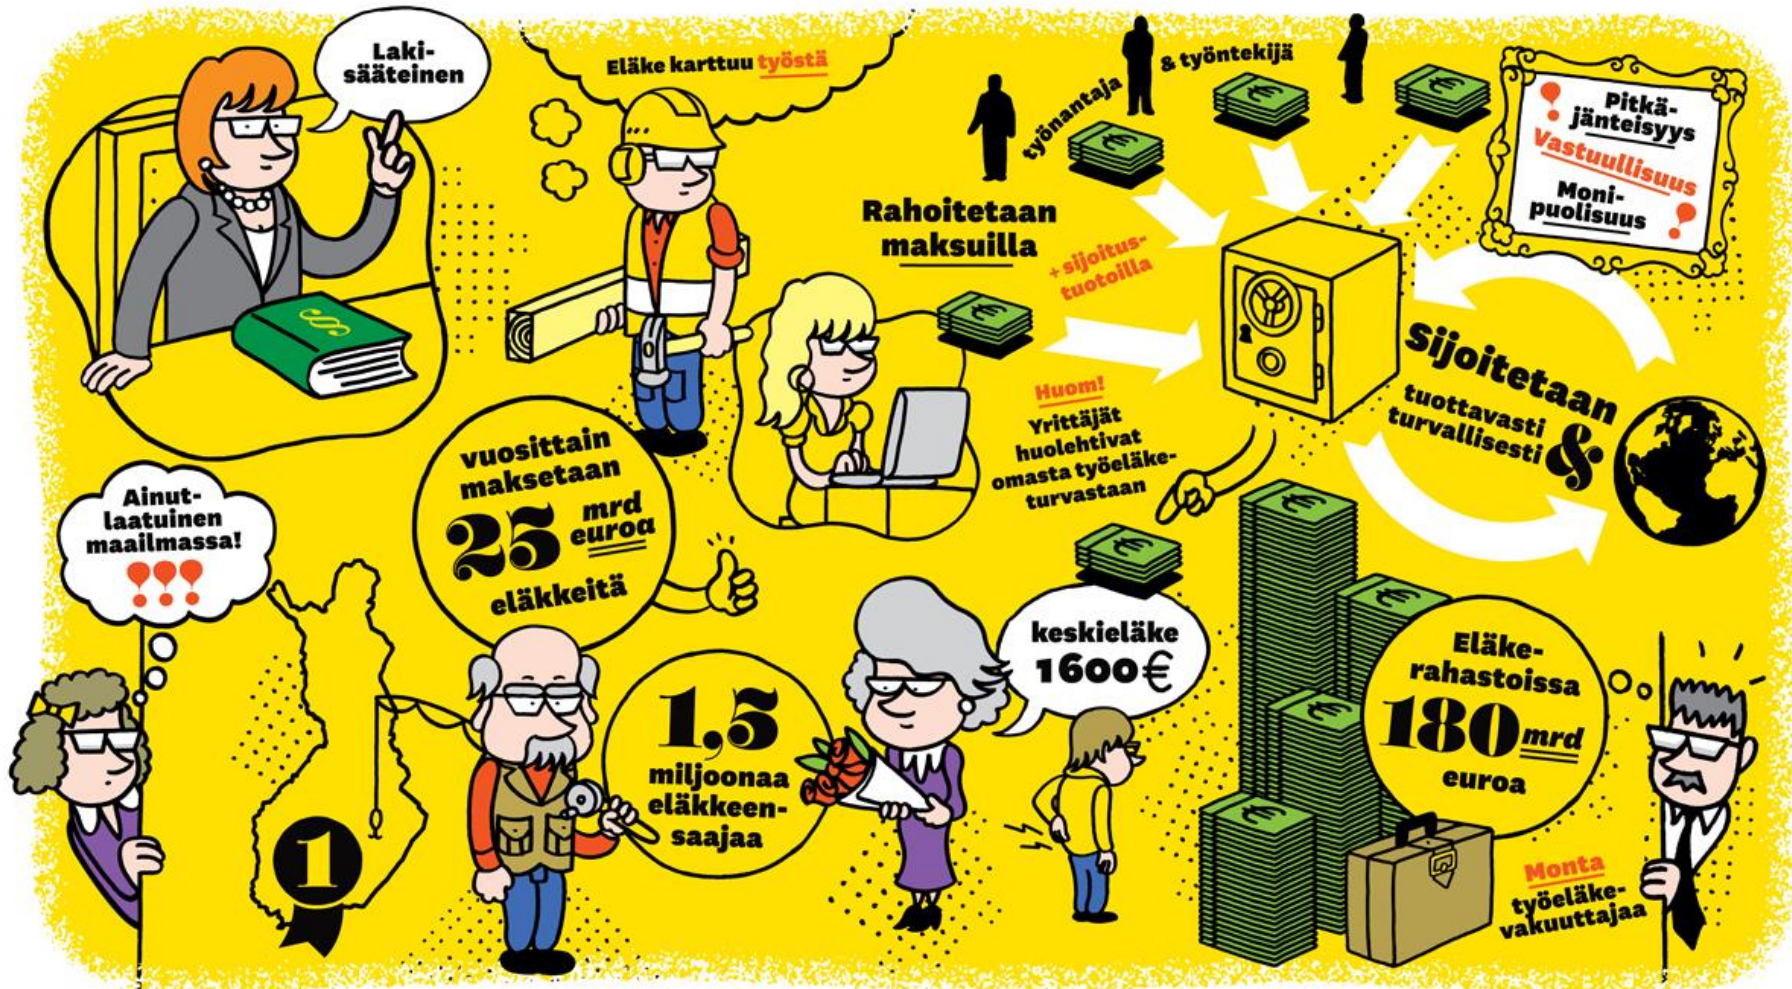 Laki-
sääteinen
Eläke karttuu työstä
työnantaja
& työntekijä
Rahoitetaan
maksuilla
+ sijoitus-
tuotoilla
!
Pitkä-
jänteisyys
Vastuullisuus
Moni-
puolisuus
!
Huom!
Yrittäjät
huolehtivat
omasta työeläke-
turvastaan
Sijoitetaan
tuottavasti
&
turvallisesti
§
vuosittain
maksetaan
25 mrd
euroa
eläkkeitä
Ainut-
laatuinen
maailmassa!
!!!
1
1,5
miljoonaa
eläkkeen-
saajaa
keskieläke
1600 €
Eläke-
rahastoissa
180 mrd
euroa
Monta
työeläke-
vakuuttajaa
€
€
€
€
€
€
€
€
€